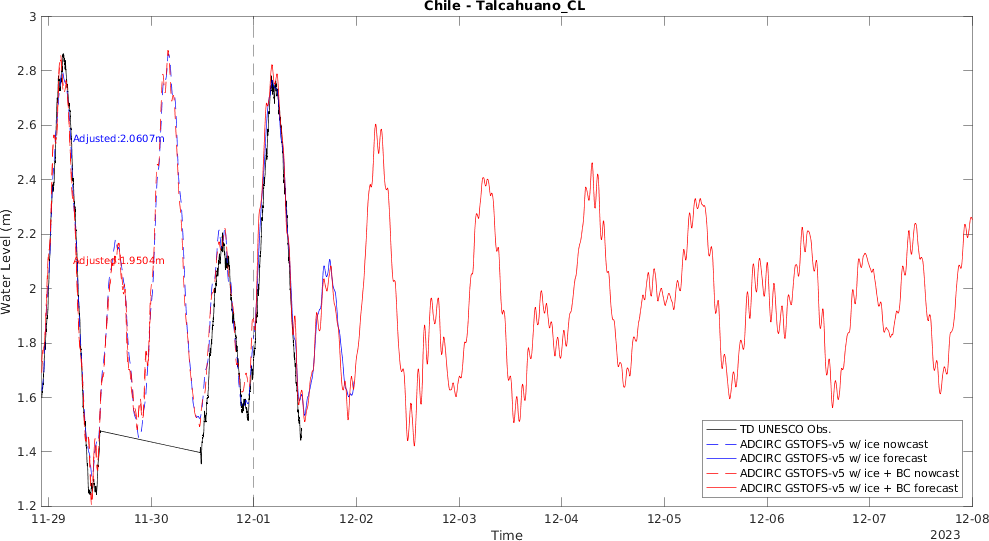 Chile - Talcahuano_CL
3
2.8
2.6
2.4
2.2
2
1.8
1.6
1.4
1.2
Water Level (m)
Adjusted:2.0607m
Adjusted:1.9504m
TD UNESCO Obs.
ADCIRC GSTOFS-v5 w/ ice nowcast
ADCIRC GSTOFS-v5 w/ ice forecast
ADCIRC GSTOFS-v5 w/ ice + BC nowcast
ADCIRC GSTOFS-v5 w/ ice + BC forecast
11-29 11-30 12-01 12-02 12-03 12-04 12-05 12-06 12-07 12-08
Time
2023